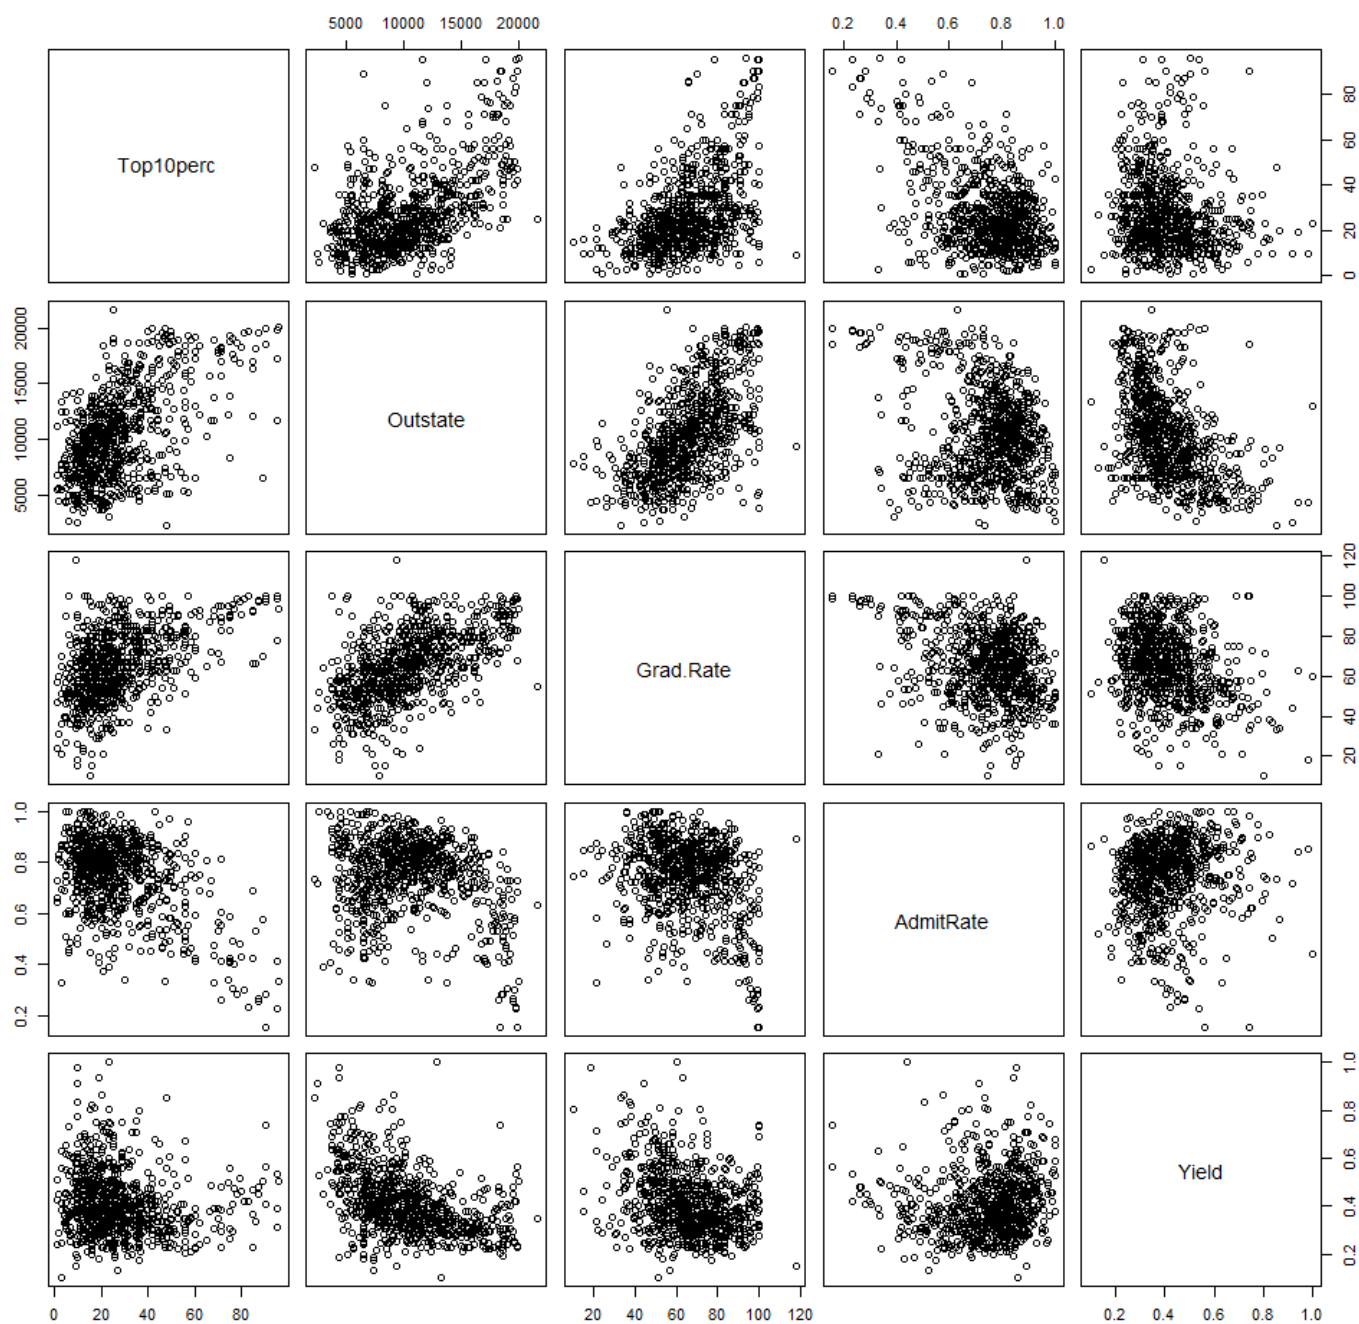 5000 10000 15000 20000 0.2 0.4 0.6 0.8 1.0
Top10perc
0 20 40 60 80
5000 10000 15000 20000
Outstate
Grad.Rate
20 40 60 80 100 120
0.2 0.4 0.6 0.8 1.0
AdmitRate
Yield
0.2 0.4 0.6 0.8 1.0
0 20 40 60 80 20 40 60 80 100 120 0.2 0.4 0.6 0.8 1.0